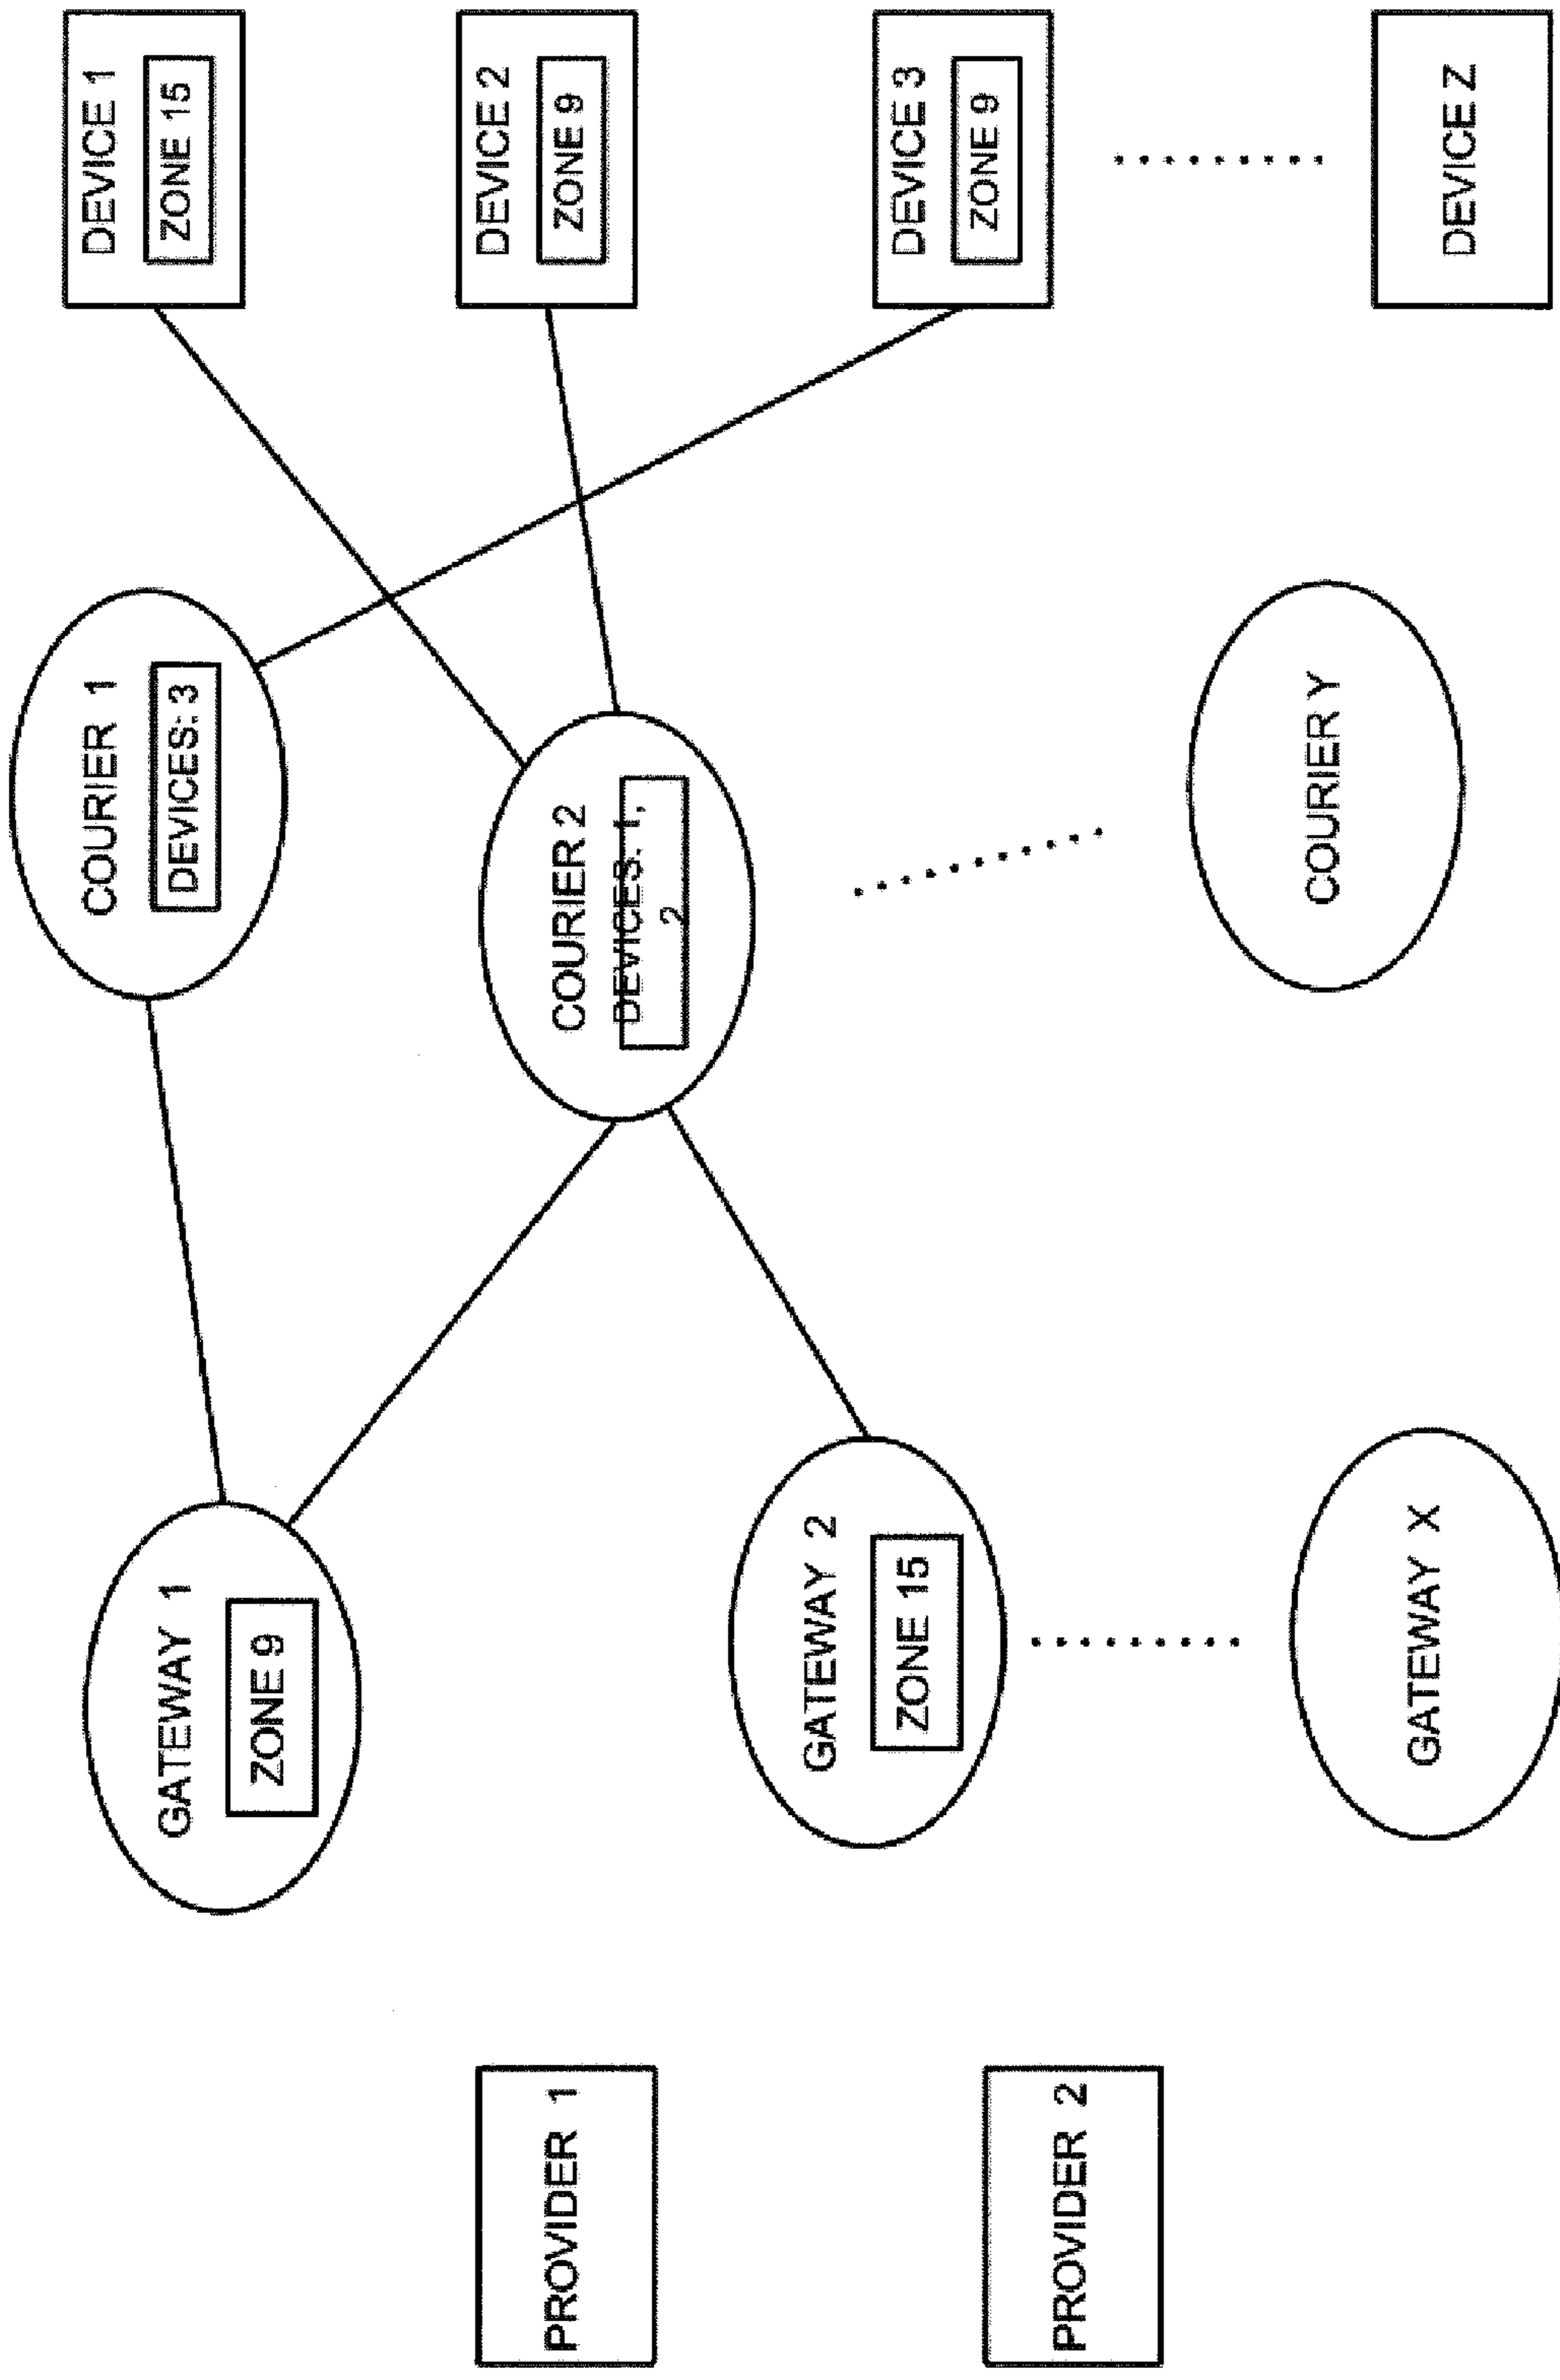 PROVIDER 1
PROVIDER 2
GATEWAY 1
ZONE 9
GATEWAY 2
ZONE 15
GATEWAY X
COURIER 1
DEVICES: 3
COURIER 2
DEVICES: 1,
2
COURIER Y
DEVICE 1
ZONE 15
DEVICE 2
ZONE 9
DEVICE 3
ZONE 9
DEVICE Z